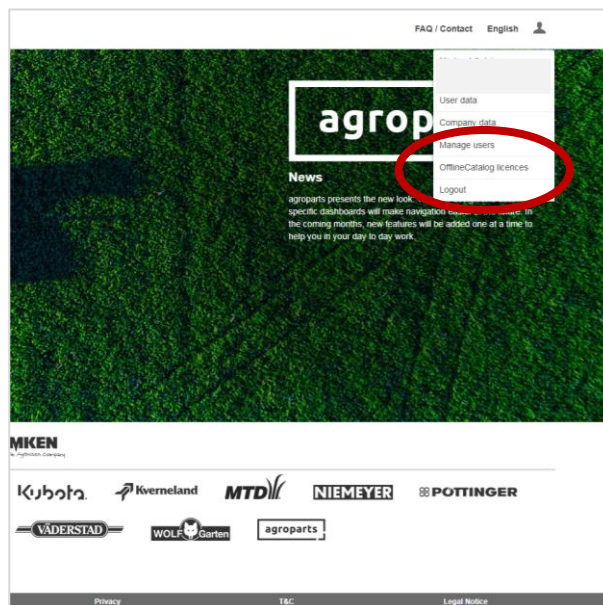 FAQ / Contact English
User data
Company data
Manage users
OfflineCatalog licences
Logout
agrop
News
agroparts presents the new look.
specific dashboards will make navigation
In
the coming months, new features will be added one at a time to
help you in your day to day work.
MKEN
Kubota Kverneland MTD NIEMEYER PÖTTINGER
VÄDERSTAD WOLF Garten agroparts
Privacy T&C Legal Notice